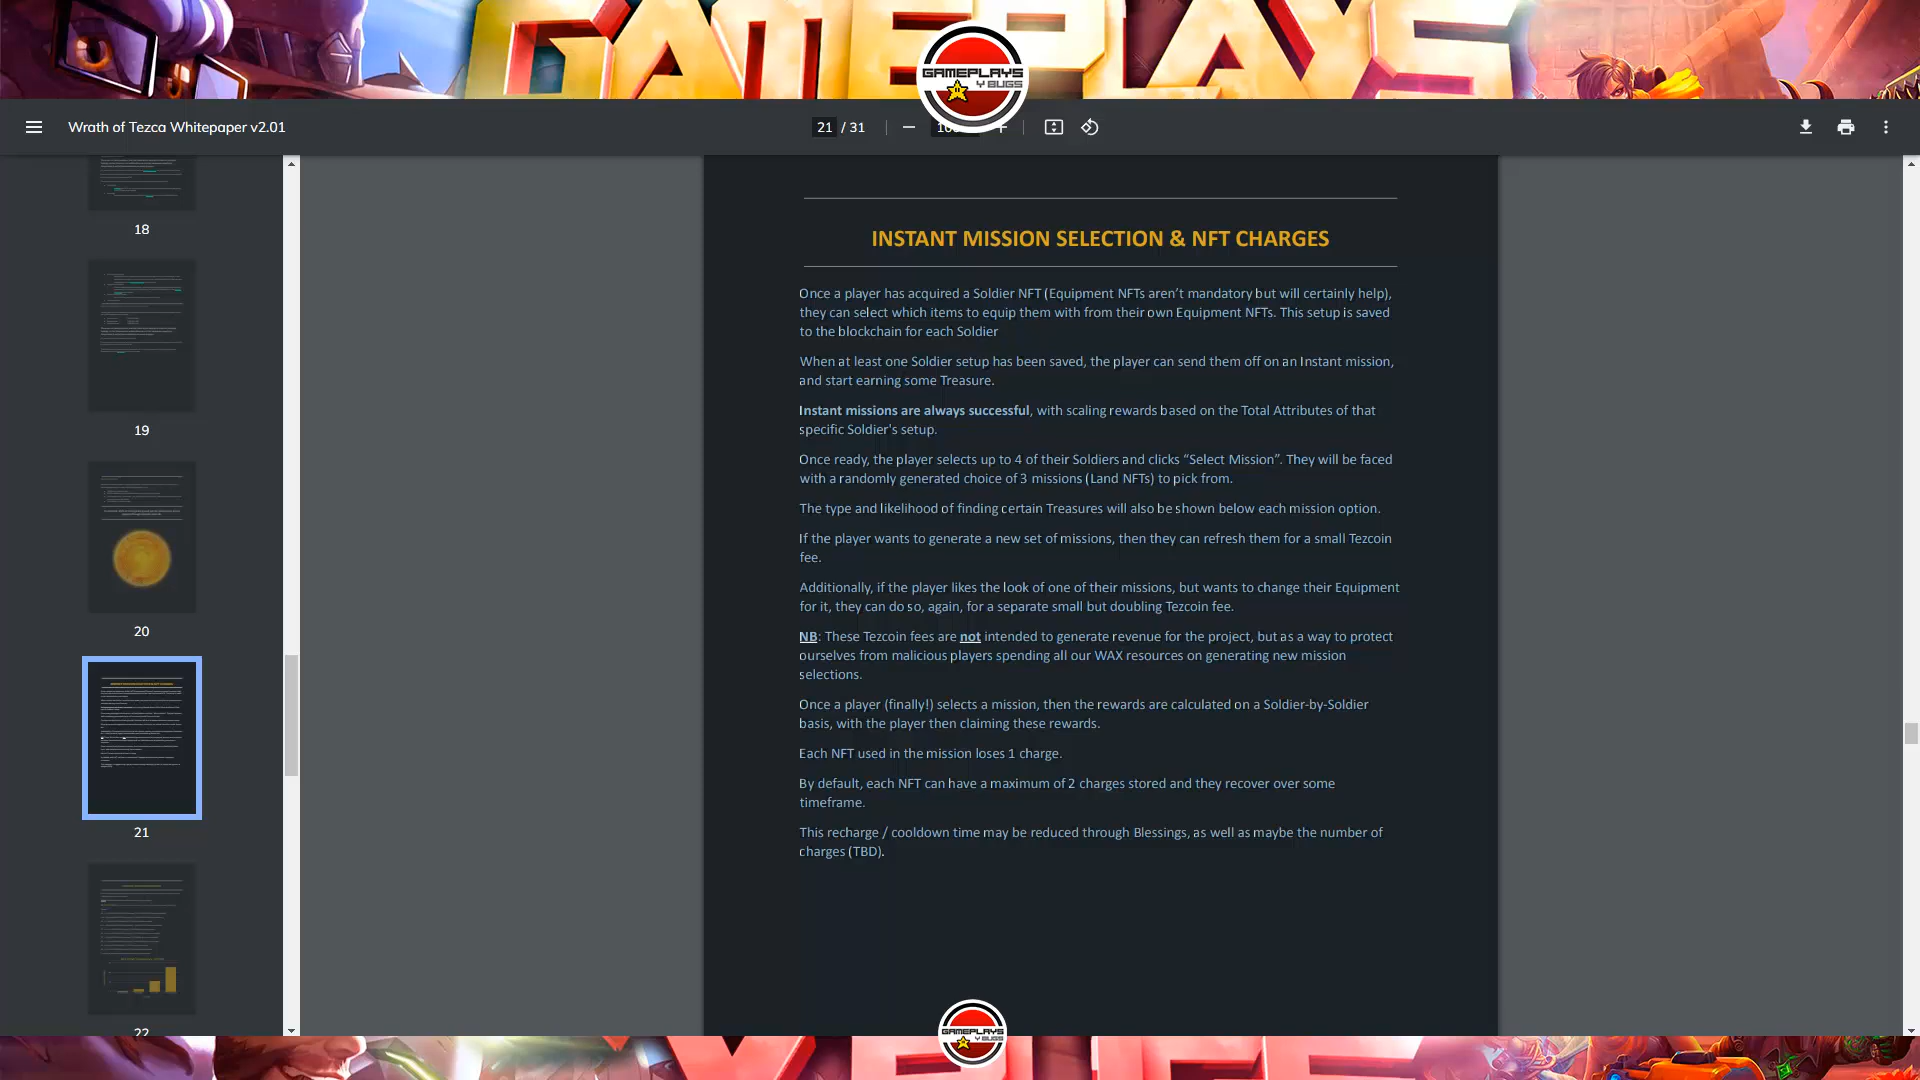 GAMEPLAYS
GAMEPLAYS
Y BUGS
Wrath of Tezca Whitepaper v2.01
21 / 31
18
19
20
21
22
INSTANT MISSION SELECTION & NFT CHARGES
Once a player has acquired a Soldier NFT (Equipment NFTs aren’t mandatory but will certainly help),
they can select which items to equip them with from their own Equipment NFTs. This setup is saved
to the blockchain for each Soldier
When at least one Soldier setup has been saved, the player can send them off on an Instant mission,
and start earning some Treasure.
Instant missions are always successful, with scaling rewards based on the Total Attributes of that
specific Soldier's setup.
Once ready, the player selects up to 4 of their Soldiers and clicks “Select Mission”. They will be faced
with a randomly generated choice of 3 missions (Land NFTs) to pick from.
The type and likelihood of finding certain Treasures will also be shown below each mission option.
If the player wants to generate a new set of missions, then they can refresh them for a small Tezcoin
fee.
Additionally, if the player likes the look of one of their missions, but wants to change their Equipment
for it, they can do so, again, for a separate small but doubling Tezcoin fee.
NB: These Tezcoin fees are not intended to generate revenue for the project, but as a way to protect
ourselves from malicious players spending all our WAX resources on generating new mission
selections.
Once a player (finally!) selects a mission, then the rewards are calculated on a Soldier-by-Soldier
basis, with the player then claiming these rewards.
Each NFT used in the mission loses 1 charge.
By default, each NFT can have a maximum of 2 charges stored and they recover over some
timeframe.
This recharge / cooldown time may be reduced through Blessings, as well as maybe the number of
charges (TBD).
GAMEPLAYS
Y BUGS